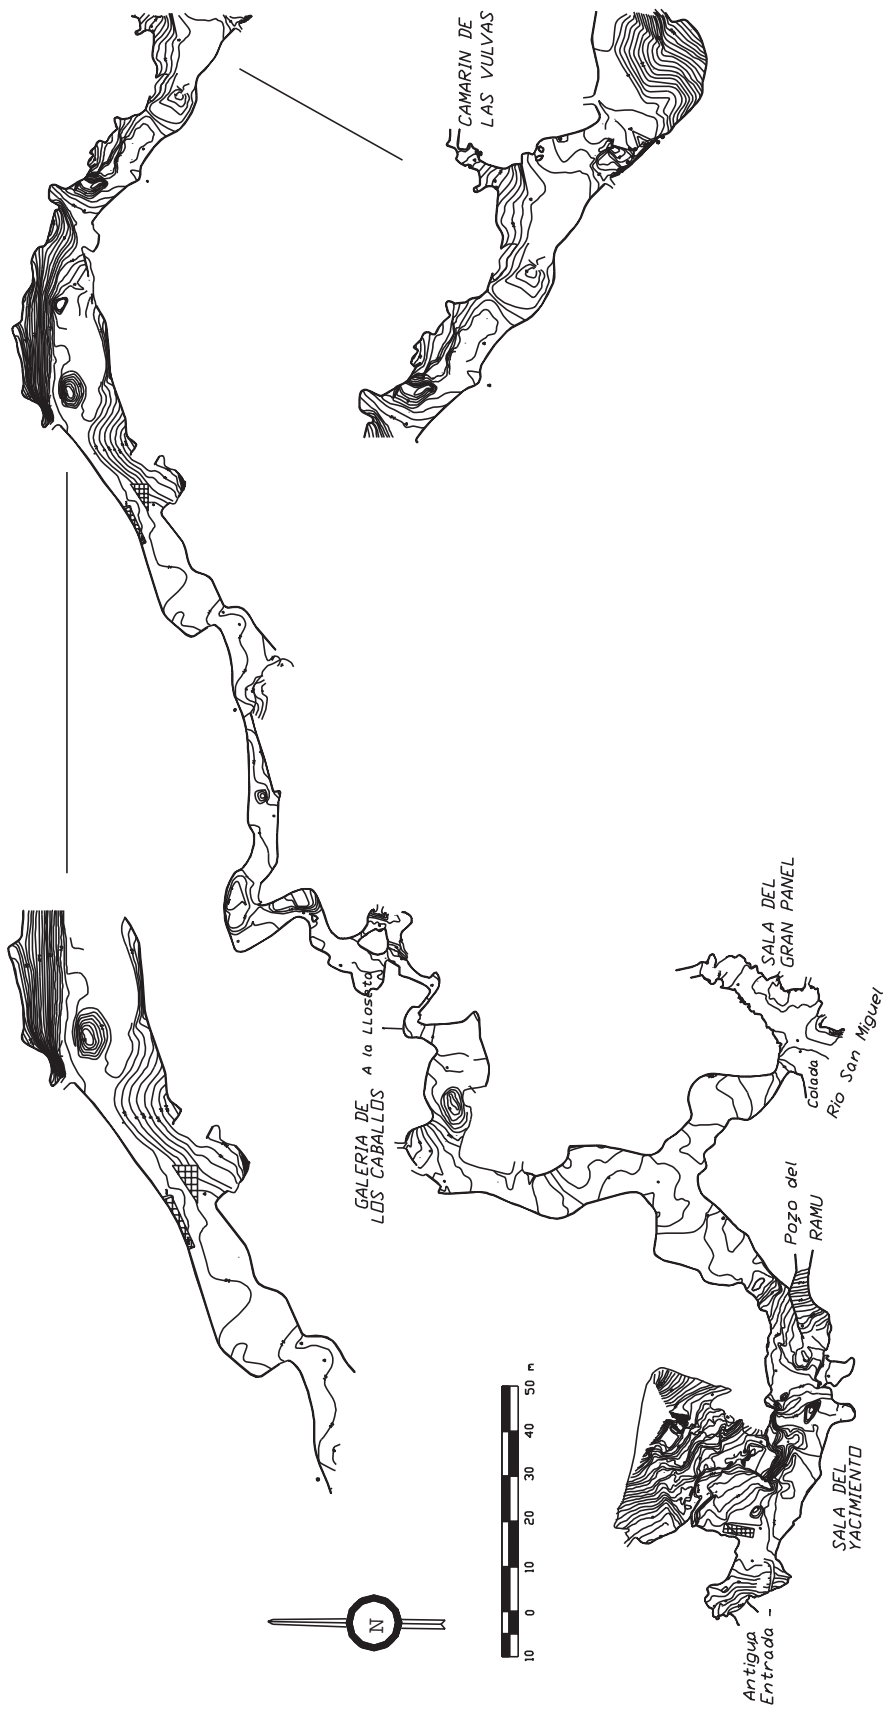 CAMARIN DE
LAS VULVAS
SALA DEL
GRAN PANEL
A la LLoseta
GALERIA DE
LOS CABALLOS
Colada
Rio San Miguel
Pozo del
RAMU
SALA DEL
YACIMIENTO
Antigua
Entrada
N
10 0 10 20 30 40 50 m